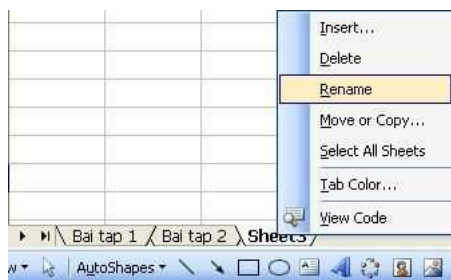 Insert...
Delete
Rename
Move or Copy...
Select All Sheets
Tab Color...
View Code
Bai tap 1 / Bai tap 2 \ Sheet3 /
AutoShapes